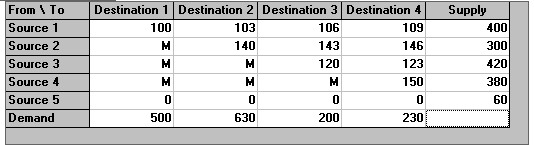 From \ To Destination 1 Destination 2 Destination 3 Destination 4 Supply
Source 1 100 103 106 109 400
Source 2 M 140 143 146 300
Source 3 M M 120 123 420
Source 4 M M M 150 380
Source 5 0 0 0 0 60
Demand 500 630 200 230